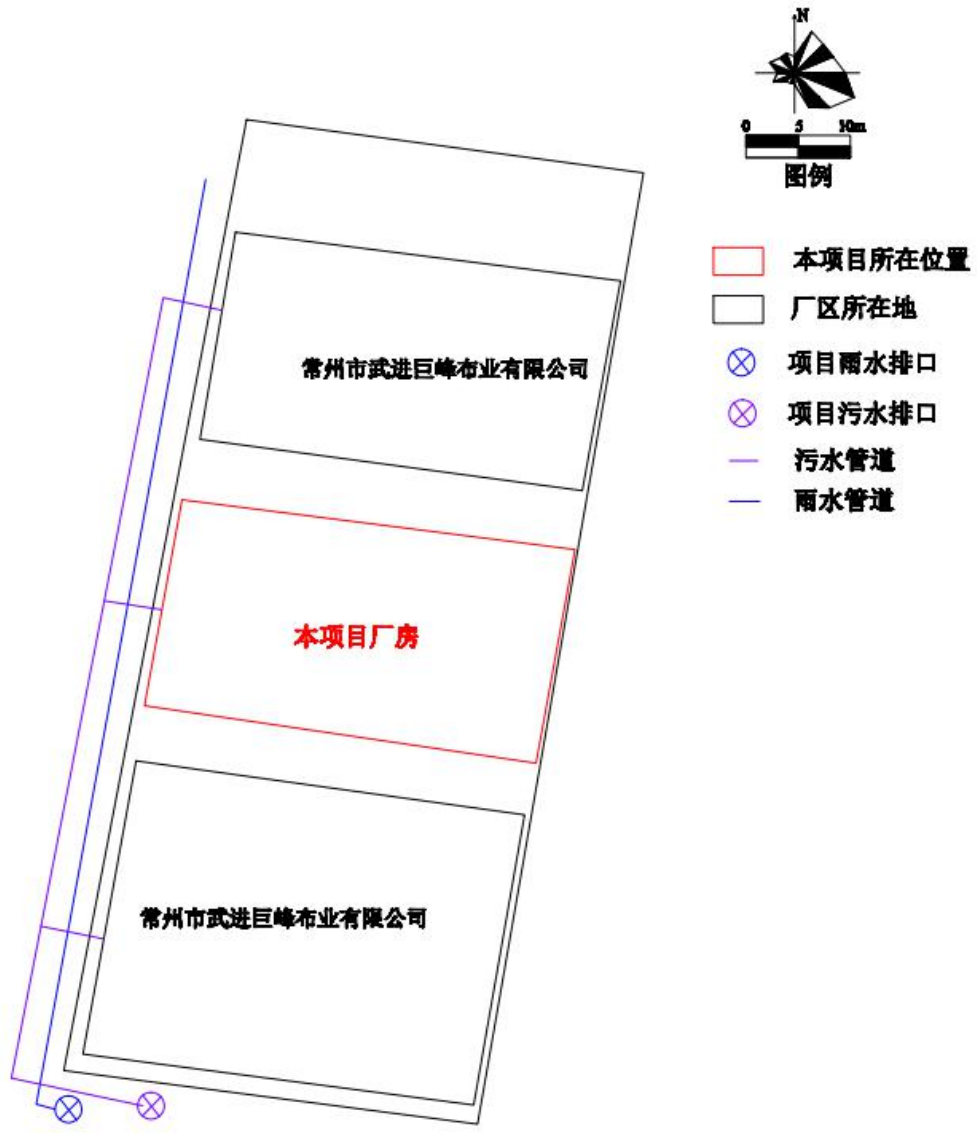 N
0 5 10m
图例
本项目所在位置
厂区所在地
项目雨水排口
项目污水排口
污水管道
雨水管道
常州市武进巨峰布业有限公司
本项目厂房
常州市武进巨峰布业有限公司